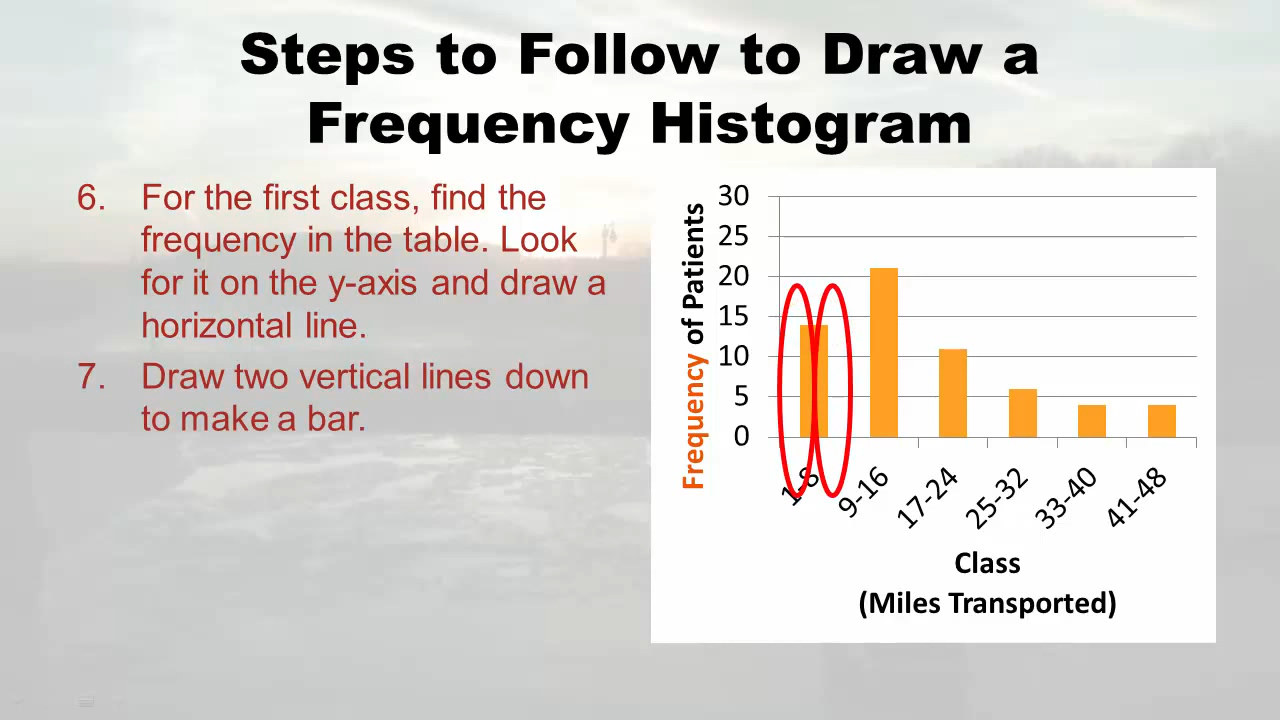 Steps to Follow to Draw a
Frequency Histogram
6. For the first class, find the
frequency in the table. Look
for it on the y-axis and draw a
horizontal line.
7. Draw two vertical lines down
to make a bar.
Frequency of Patients
30
25
20
15
10
5
0
1-8
9-16
17-24
25-32
33-40
41-48
Class
(Miles Transported)